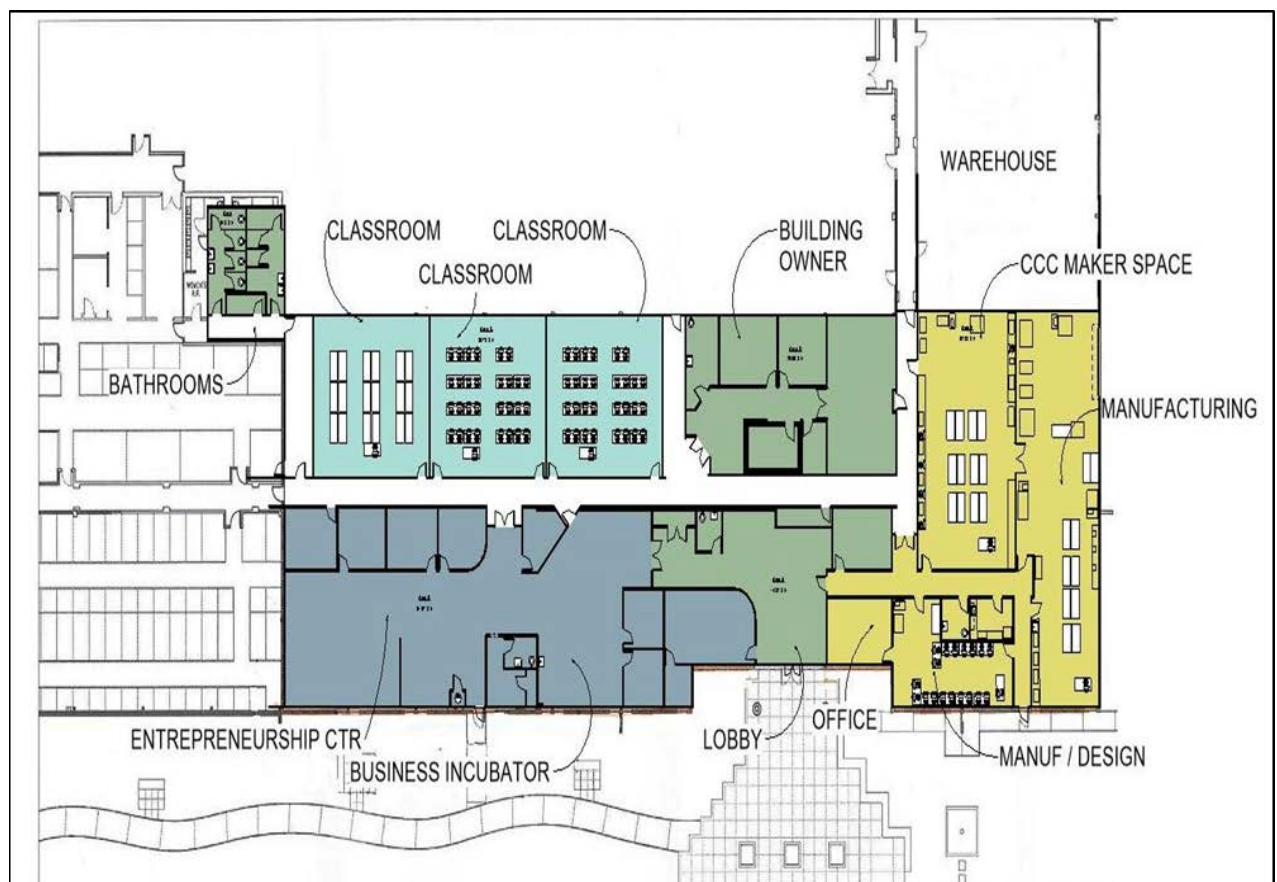 WAREHOUSE
CLASSROOM
CLASSROOM
BUILDING
OWNER
CCC MAKER SPACE
CLASSROOM
BATHROOMS
MANUFACTURING
OFFICE
ENTREPRENEURSHIP CTR
LOBBY
MANUF / DESIGN
BUSINESS INCUBATOR